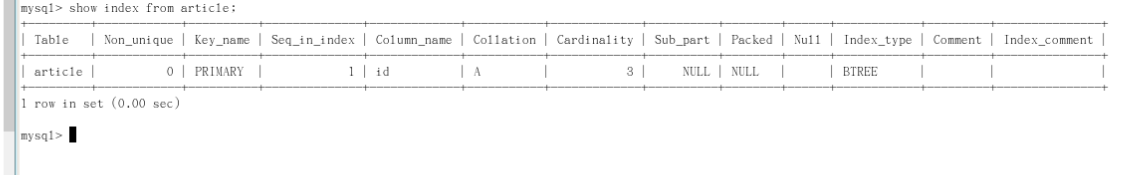 mysql> show index from article;
| Table | Non_unique | Key_name | Seq_in_index | Column_name | Collation | Cardinality | Sub_part | Packed | Null | Index_type | Comment | Index_comment |
| article | 0 | PRIMARY | 1 | id | A | 3 | NULL | NULL | | BTREE | | |
1 row in set (0.00 sec)
mysql>